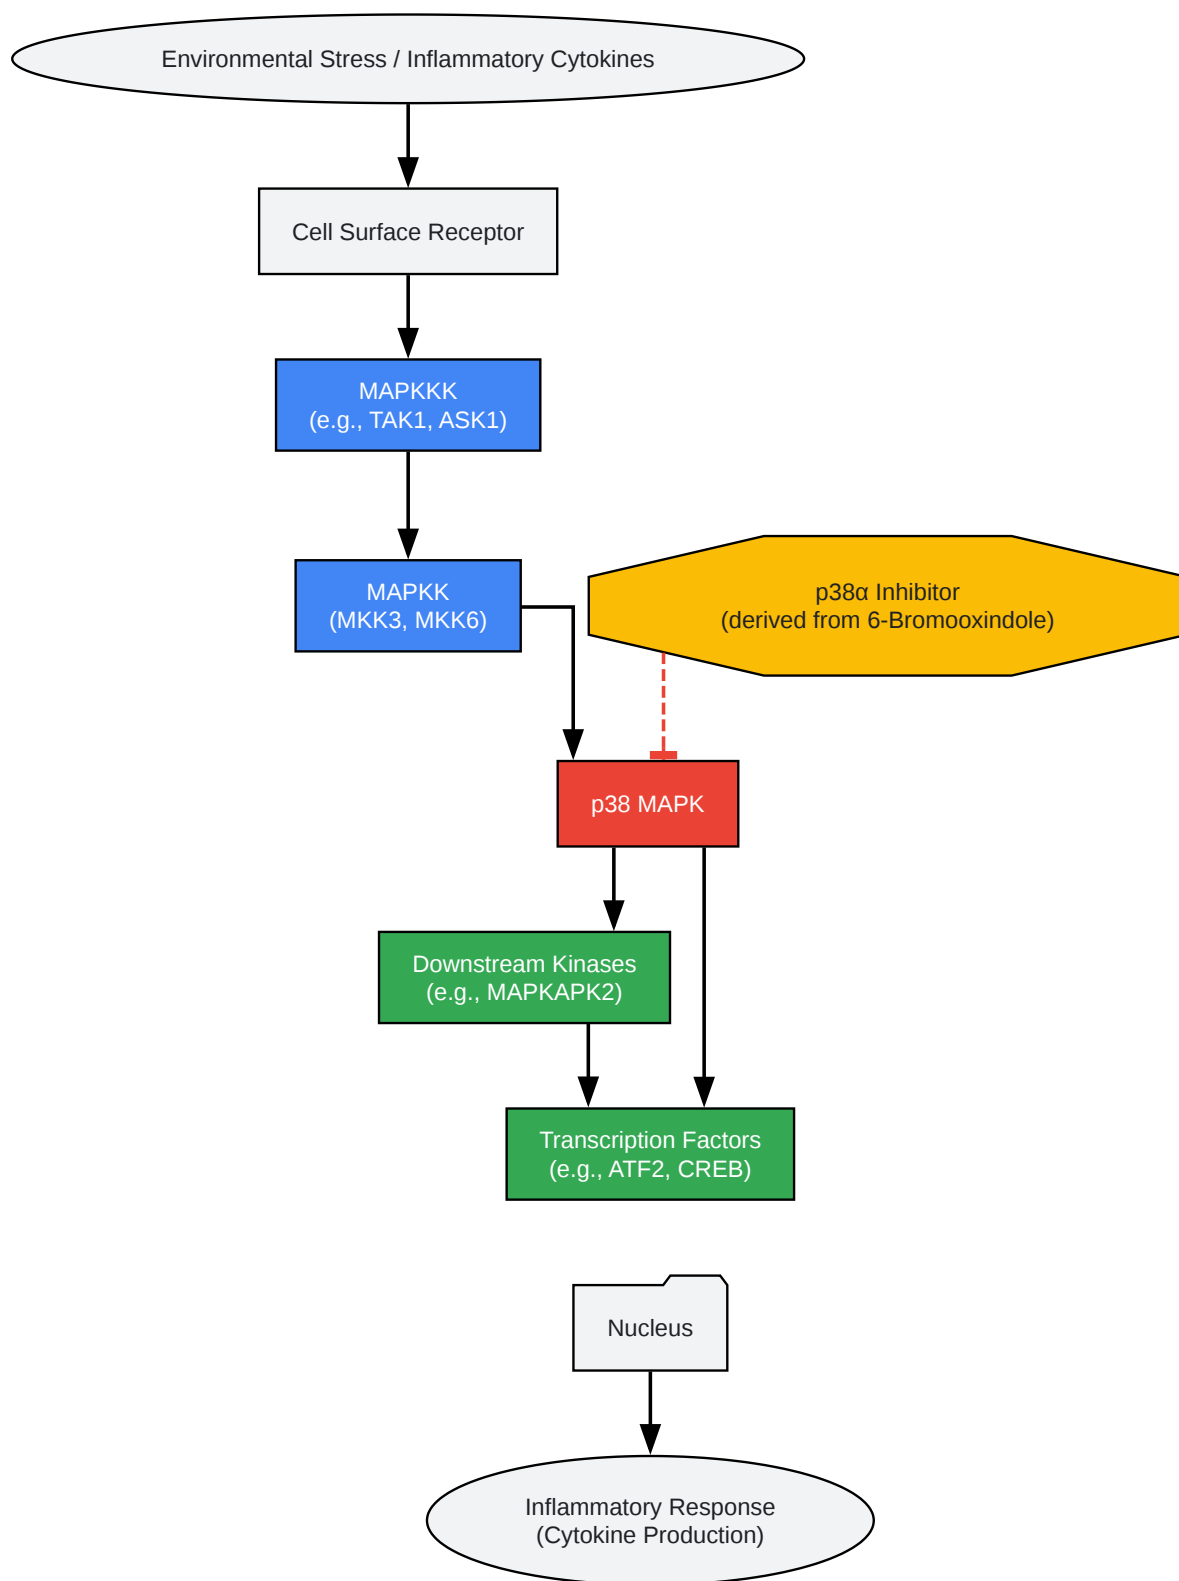 Environmental Stress / Inflammatory Cytokines
Cell Surface Receptor
MAPKKK
(e.g., TAK1, ASK1)
MAPKK
(MKK3, MKK6)
p38α Inhibitor
(derived from 6-Bromooxindole)
p38 MAPK
Downstream Kinases
(e.g., MAPKAPK2)
Transcription Factors
(e.g., ATF2, CREB)
Nucleus
Inflammatory Response
(Cytokine Production)